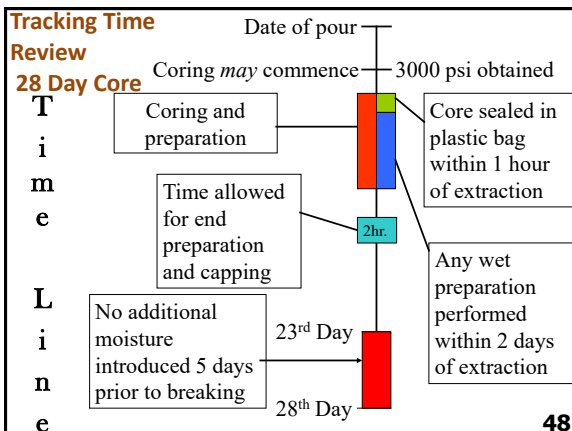 Tracking Time
Review
28 Day Core
T
i
m
e
L
i
n
e
Date of pour
Coring may commence
3000 psi obtained
Coring and
preparation
Core sealed in
plastic bag
within 1 hour
of extraction
Time allowed
for end
preparation
and capping
2hr.
Any wet
preparation
performed
within 2 days
of extraction
No additional
moisture
introduced 5 days
prior to breaking
23rd Day
28th Day
48